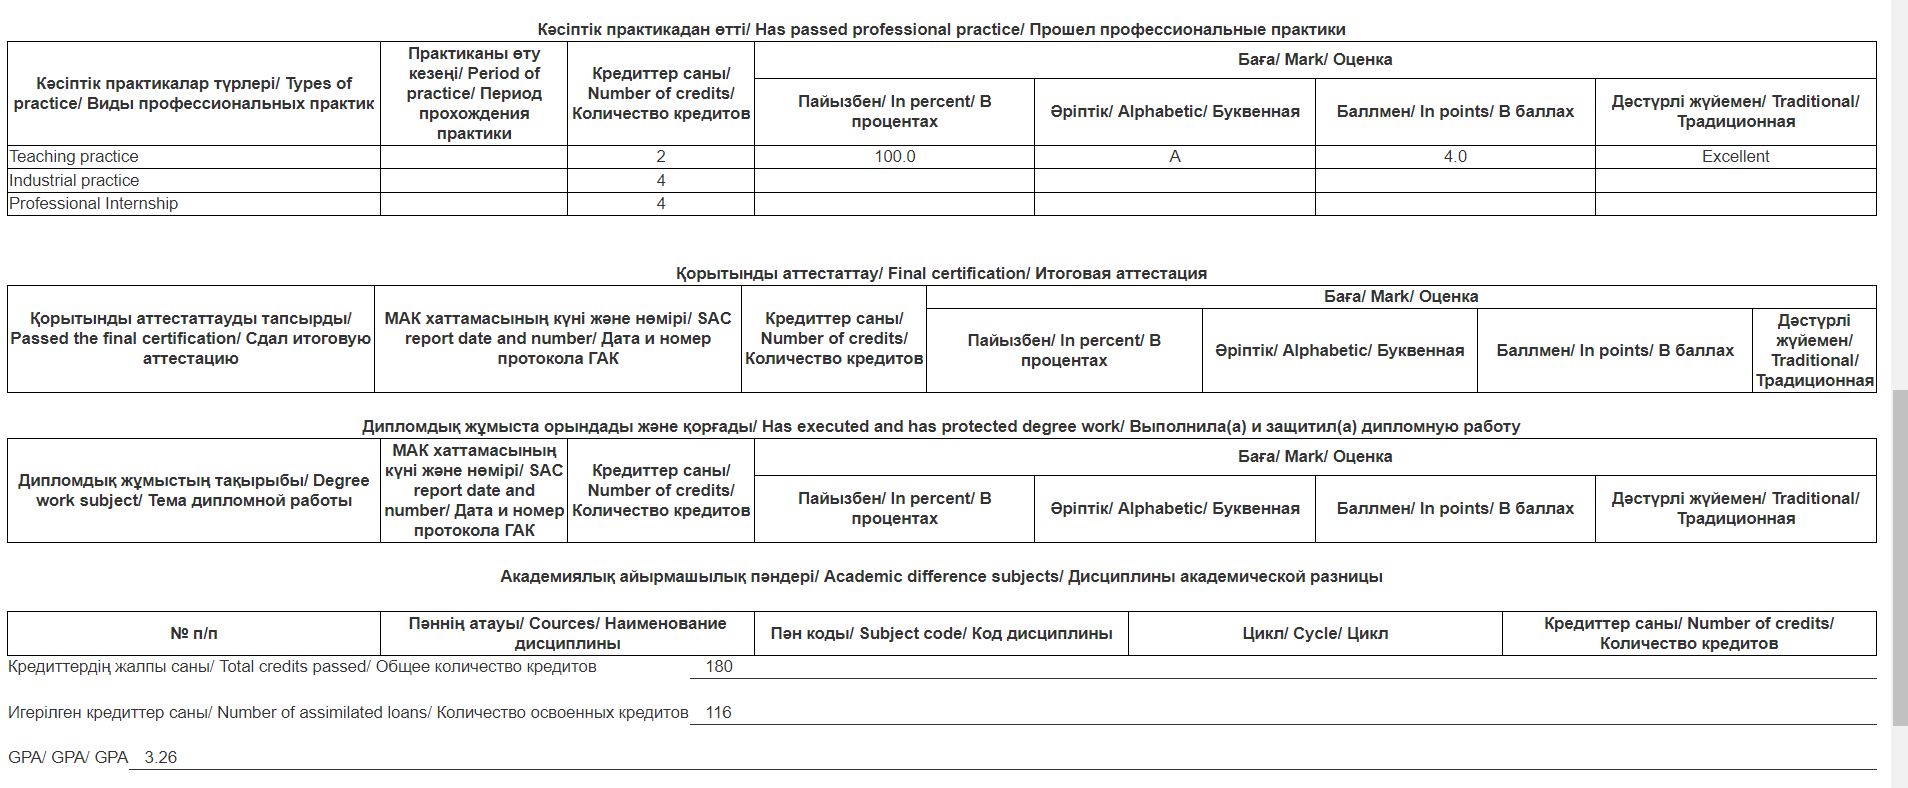 Кәсіптік практикадан өтті/ Has passed professional practice/ Прошел профессиональные практики
Кәсіптік практикалар түрлері/ Types of
practice/ Виды профессиональных практик
Практиканы өту
кезеңі/ Period of
practice/ Период
прохождения
практики
Кредиттер саны/
Number of credits/
Количество кредитов
Баға/ Mark/ Оценка
Пайызбен/ In percent/ В
процентах
Әріптік/ Alphabetic/ Буквенная
Баллмен/ In points/ В баллах
Дәстүрлі жүйемен/ Traditional/
Традиционная
Teaching practice 2 100.0 A 4.0 Excellent
Industrial practice 4
Professional Internship 4
Қорытынды аттестаттау/ Final certification/ Итоговая аттестация
Қорытынды аттестаттауды тапсырды/
Passed the final certification/ Сдал итоговую
аттестацию
МАК хаттамасының күні және нөмірі/ SAC
report date and number/ Дата и номер
протокола ГАК
Кредиттер саны/
Number of credits/
Количество кредитов
Баға/ Mark/ Оценка
Пайызбен/ In percent/ В
процентах
Әріптік/ Alphabetic/ Буквенная
Баллмен/ In points/ В баллах
Дәстүрлі
жүйемен/
Traditional/
Традиционная
Дипломдық жұмыста орындады және қорғады/ Has executed and has protected degree work/ Выполнила(а) и защитил(а) дипломную работу
Дипломдық жұмыстың тақырыбы/ Degree
work subject/ Тема дипломной работы
МАК хаттамасының
күні және нөмірі/ SAC
report date and
number/ Дата и номер
протокола ГАК
Кредиттер саны/
Number of credits/
Количество кредитов
Баға/ Mark/ Оценка
Пайызбен/ In percent/ В
процентах
Әріптік/ Alphabetic/ Буквенная
Баллмен/ In points/ В баллах
Дәстүрлі жүйемен/ Traditional/
Традиционная
Академиялық айырмашылық пәндері/ Academic difference subjects/ Дисциплины академической разницы
№ п/п
Пәннің атауы/ Cources/ Наименование
дисциплины
Пән коды/ Subject code/ Код дисциплины
Цикл/ Cycle/ Цикл
Кредиттер саны/ Number of credits/
Количество кредитов
Кредиттердің жалпы саны/ Total credits passed/ Общее количество кредитов 180
Игерілген кредиттер саны/ Number of assimilated loans/ Количество освоенных кредитов 116
GPA/ GPA/ GPA 3.26